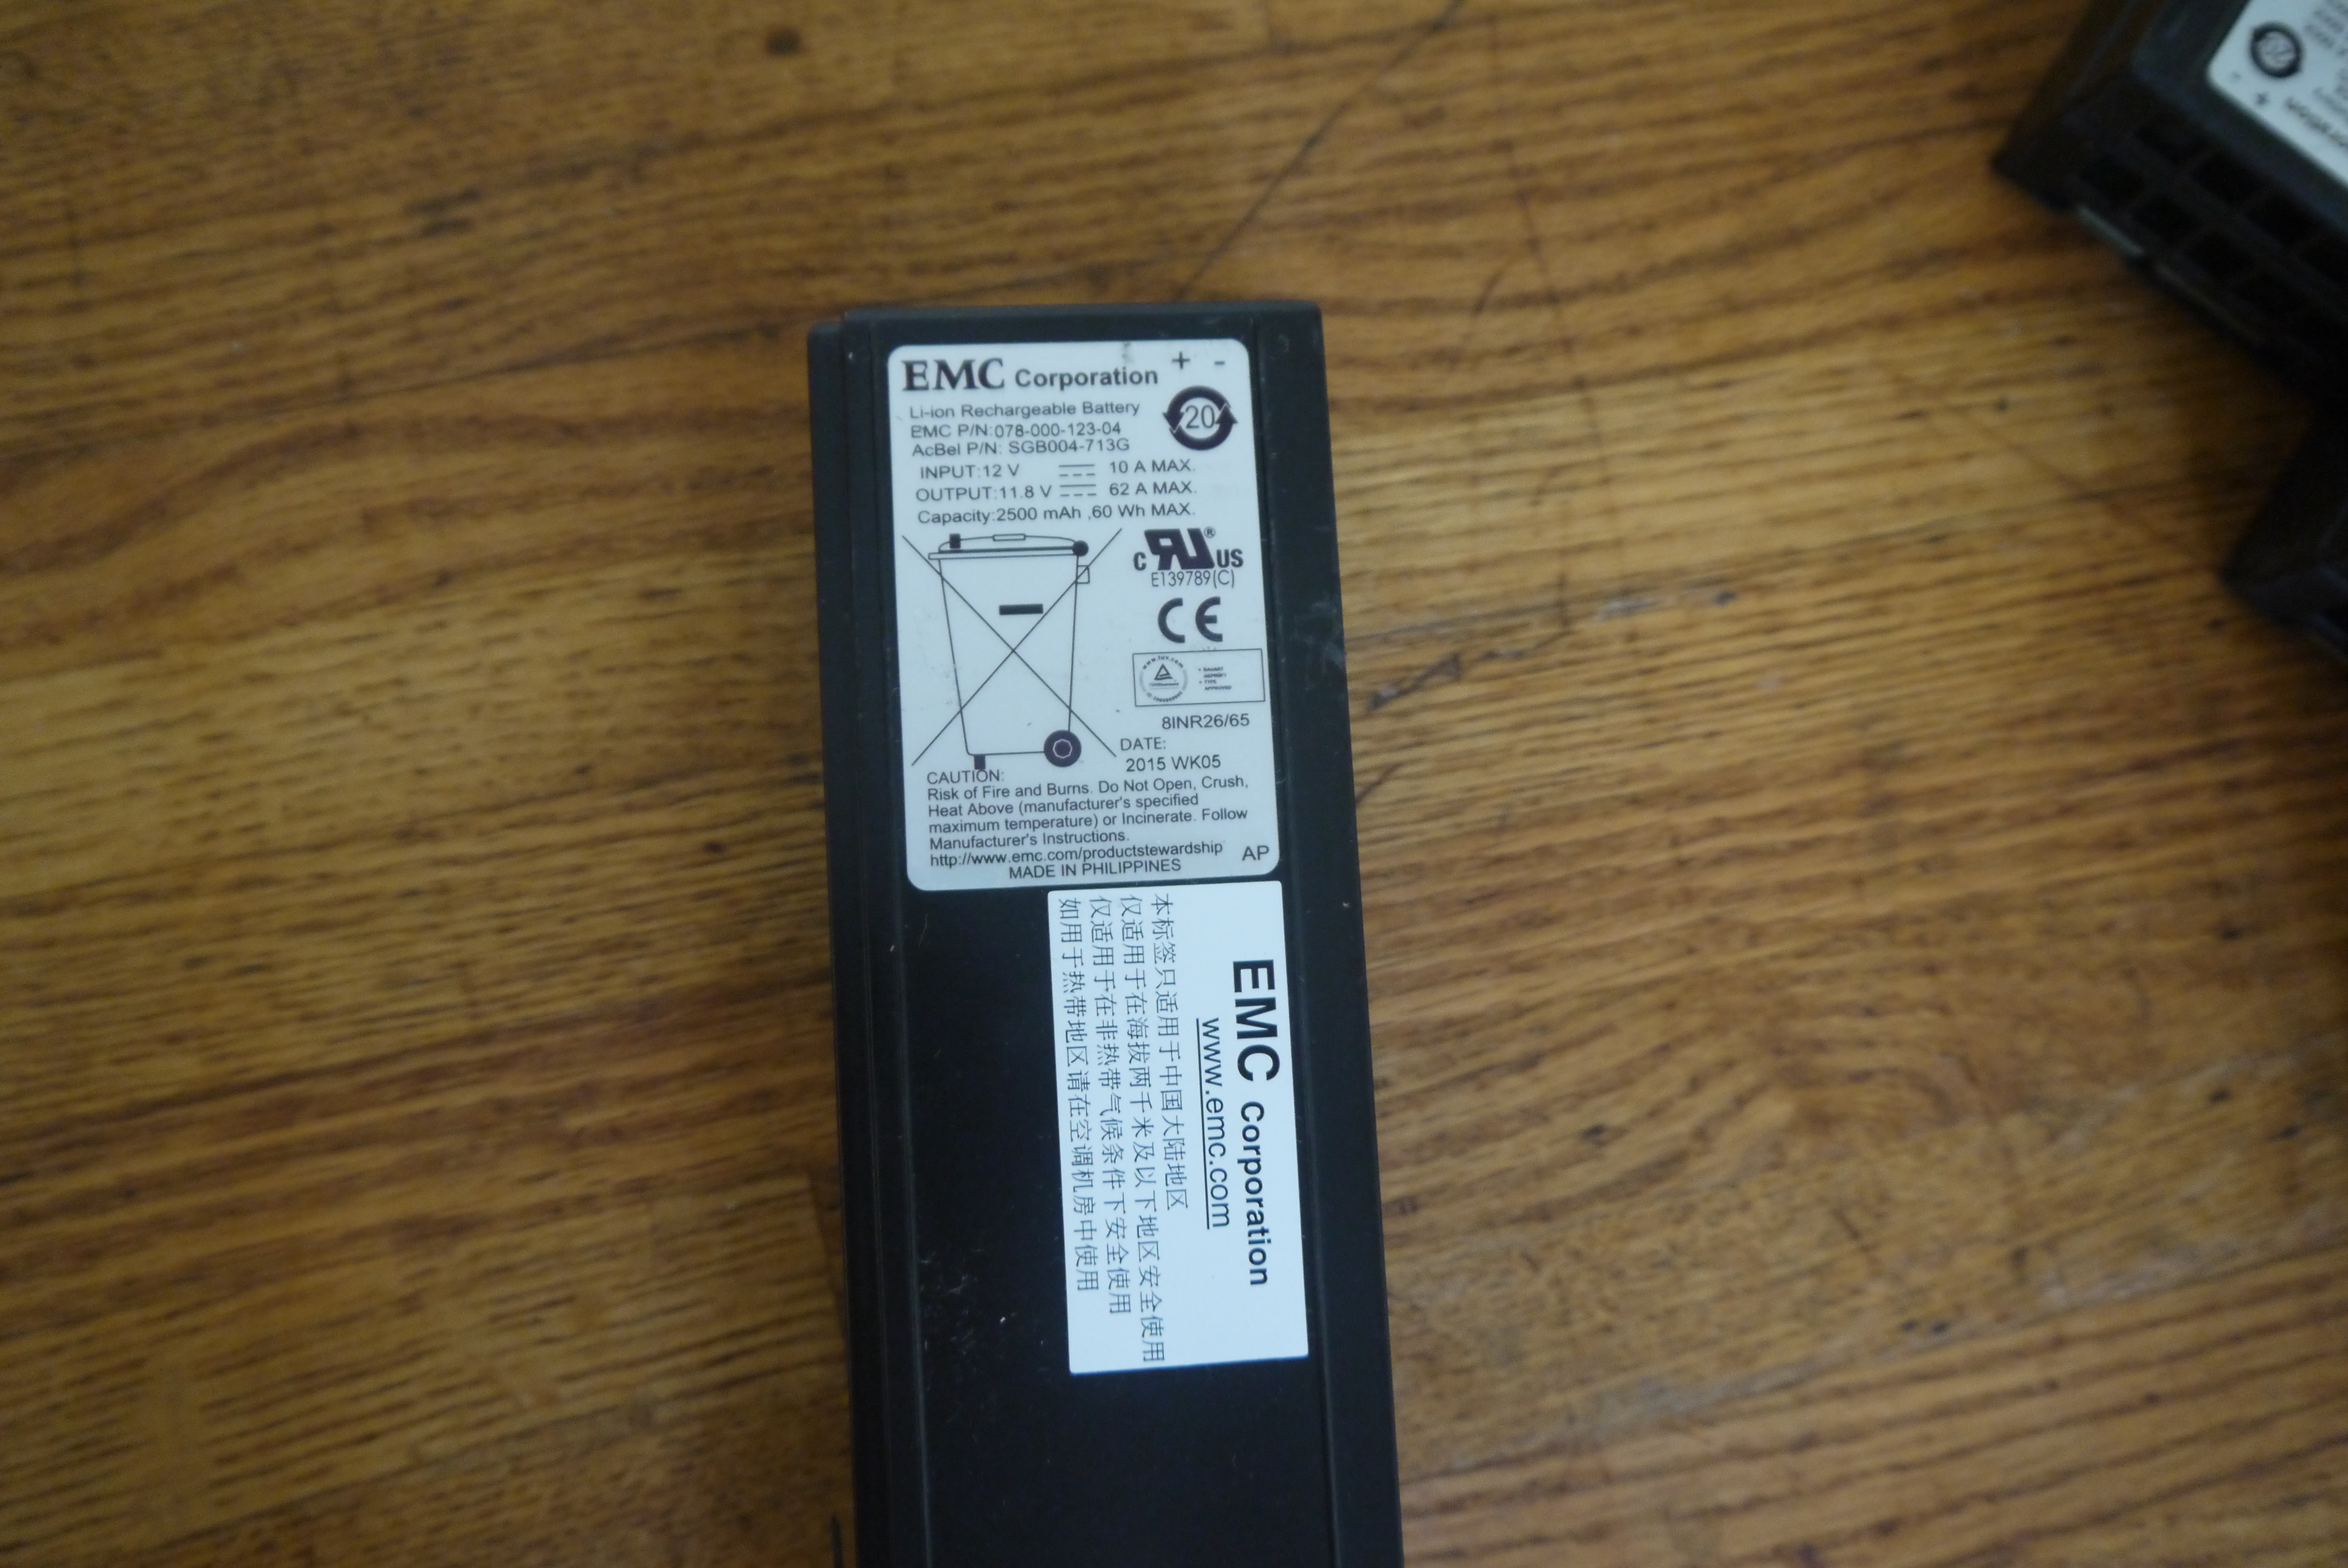 EMC Corporation + -
Li-ion Rechargeable Battery
EMC P/N:078-000-123-04
AcBel P/N: SGB004-713G
20
INPUT:12 V 10 A MAX.
OUTPUT:11.8 V 62 A MAX.
Capacity:2500 mAh ,60 Wh MAX.
c RU ® US
E139789(C)
CE
8INR26/65
DATE:
2015 WK05
CAUTION:
Risk of Fire and Burns. Do Not Open, Crush,
Heat Above (manufacturer's specified
maximum temperature) or Incinerate. Follow
Manufacturer's Instructions.
http://www.emc.com/productstewardship
AP
MADE IN PHILIPPINES
EMC Corporation
www.emc.com
本标签只适用于中国大陆地区
仅适用于在海拔两千米及以下地区安全使用
仅适用于在非热带气候条件下安全使用
如用于热带地区请在空调机房中使用